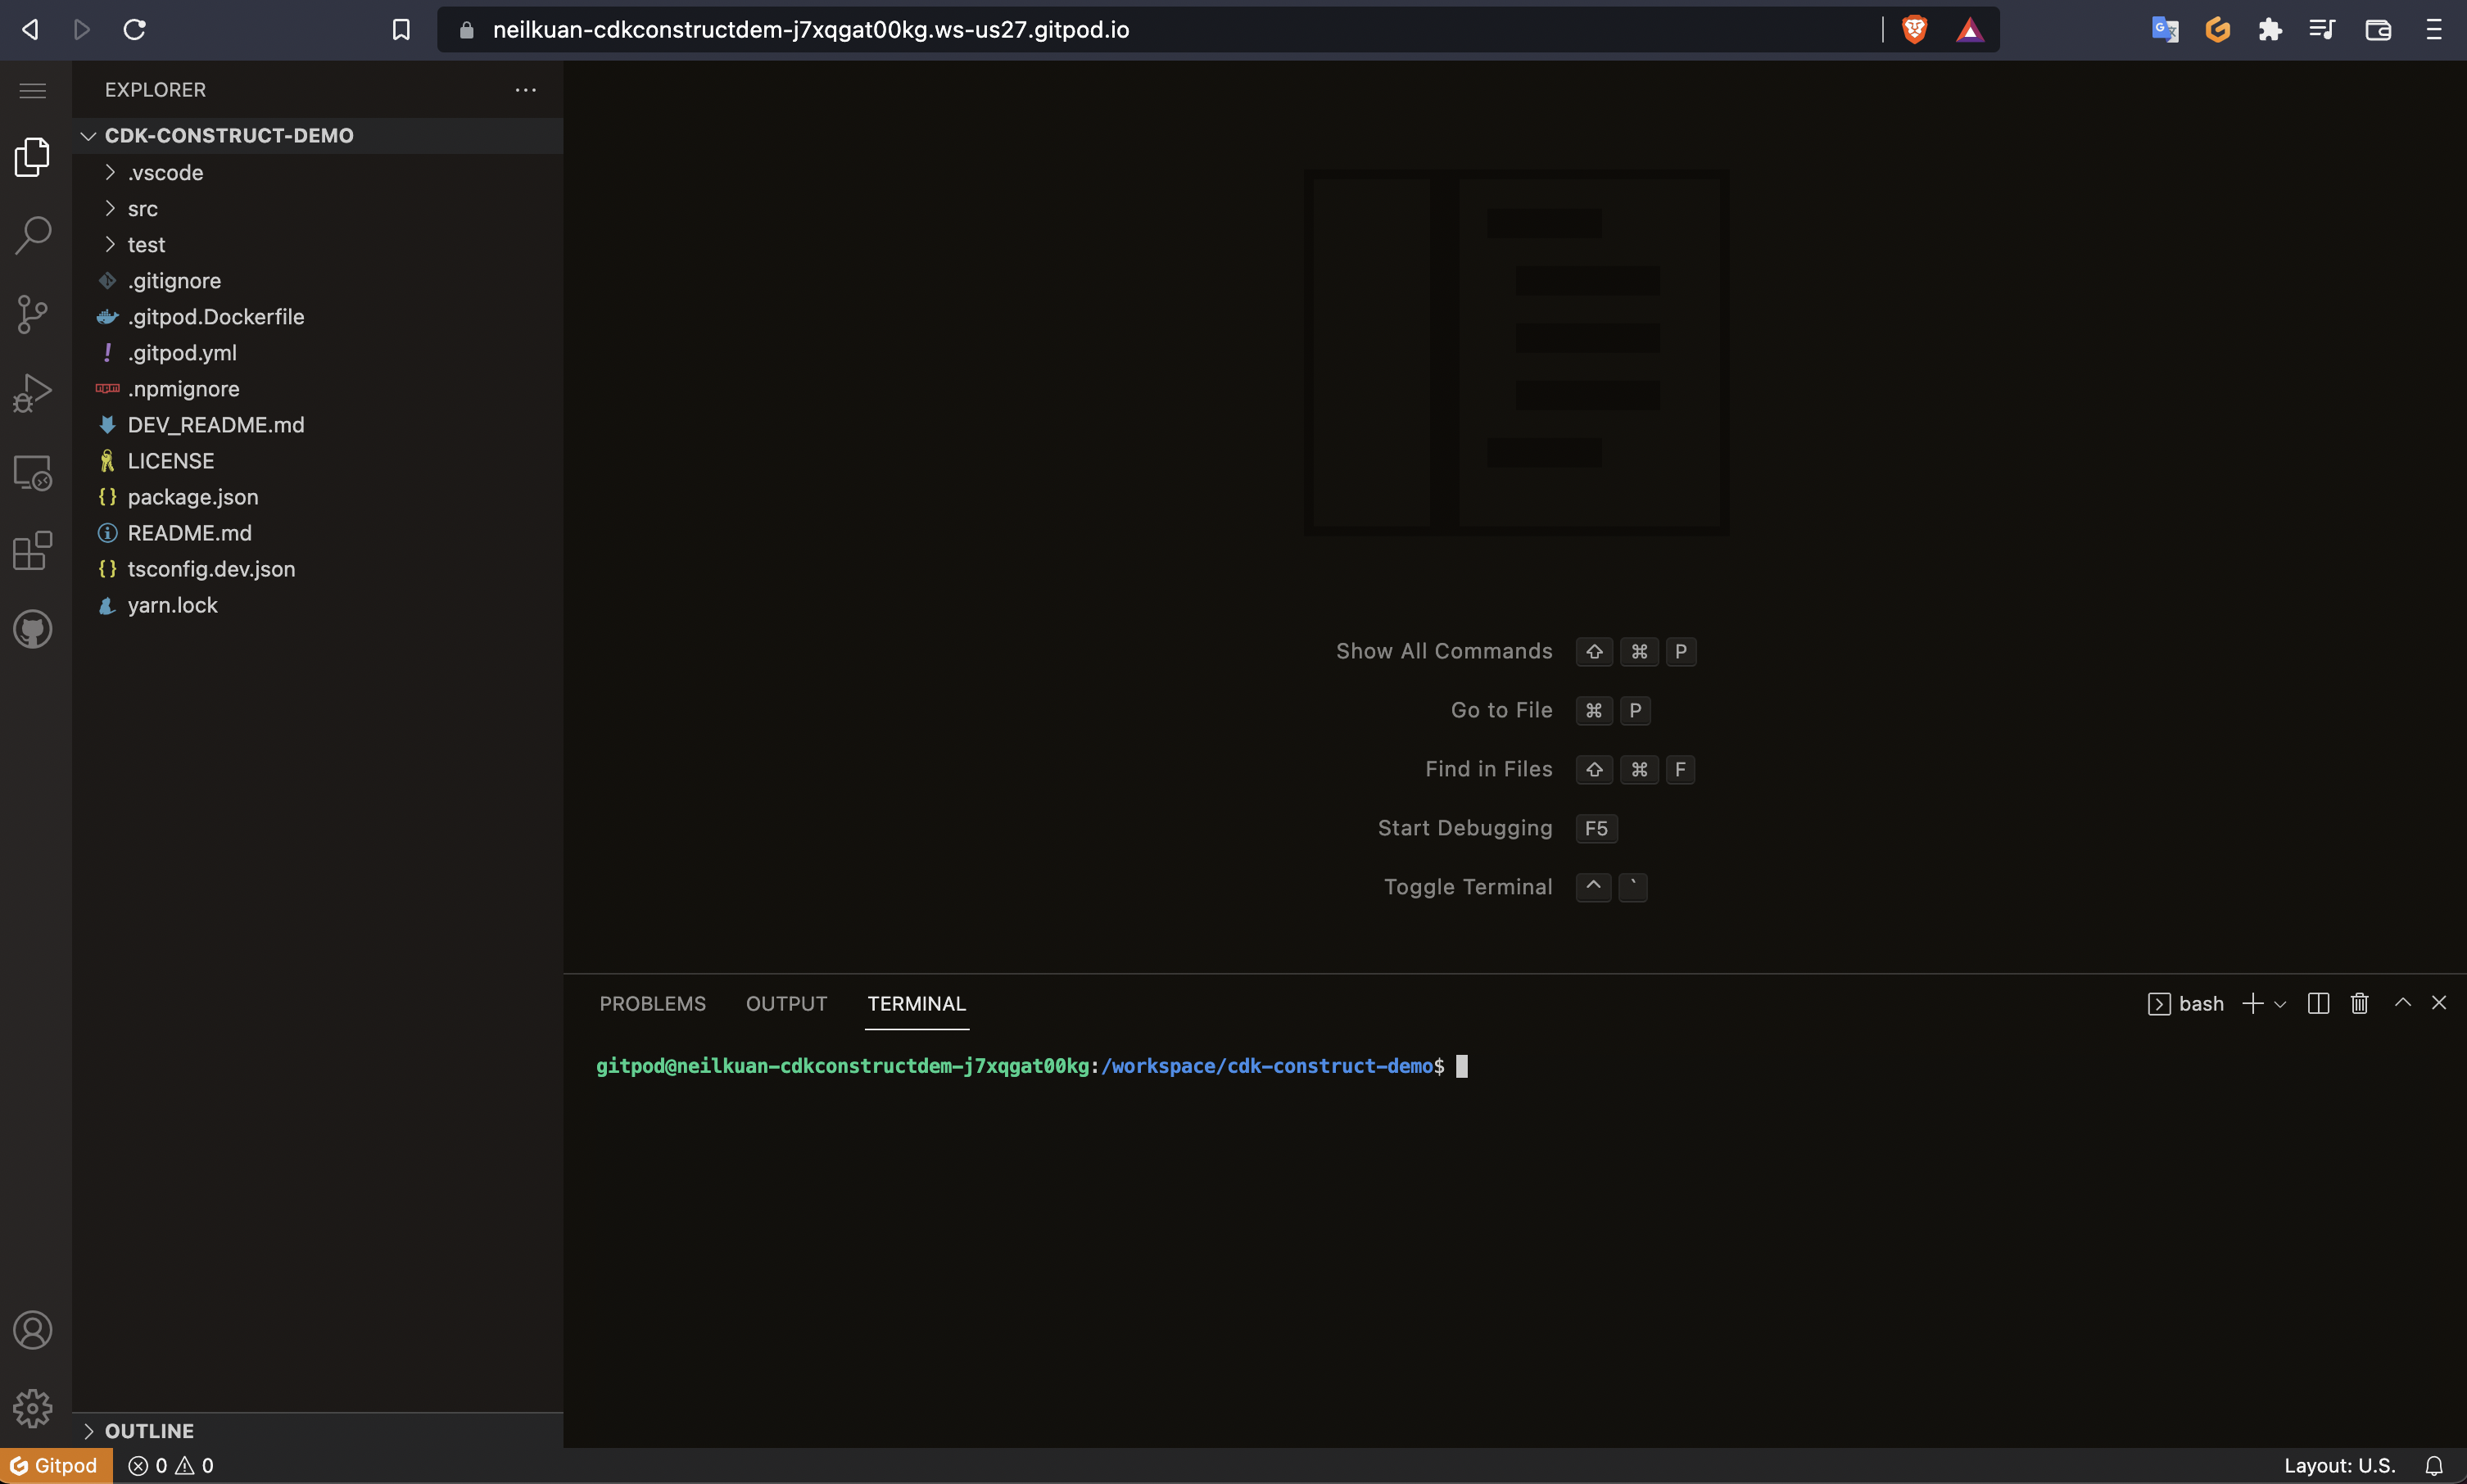 neilkuan-cdkconstructdem-j7xqgat00kg.ws-us27.gitpod.io
EXPLORER
CDK-CONSTRUCT-DEMO
.vscode
src
test
.gitignore
.gitpod.Dockerfile
.gitpod.yml
.npmignore
DEV_README.md
LICENSE
package.json
README.md
tsconfig.dev.json
yarn.lock
Show All Commands ⇧ ⌘ P
Go to File ⌘ P
Find in Files ⇧ ⌘ F
Start Debugging F5
Toggle Terminal ^ `
PROBLEMS OUTPUT TERMINAL bash
gitpod@neilkuan-cdkconstructdem-j7xqgat00kg:/workspace/cdk-construct-demo$
OUTLINE
Gitpod 0 0 Layout: U.S.